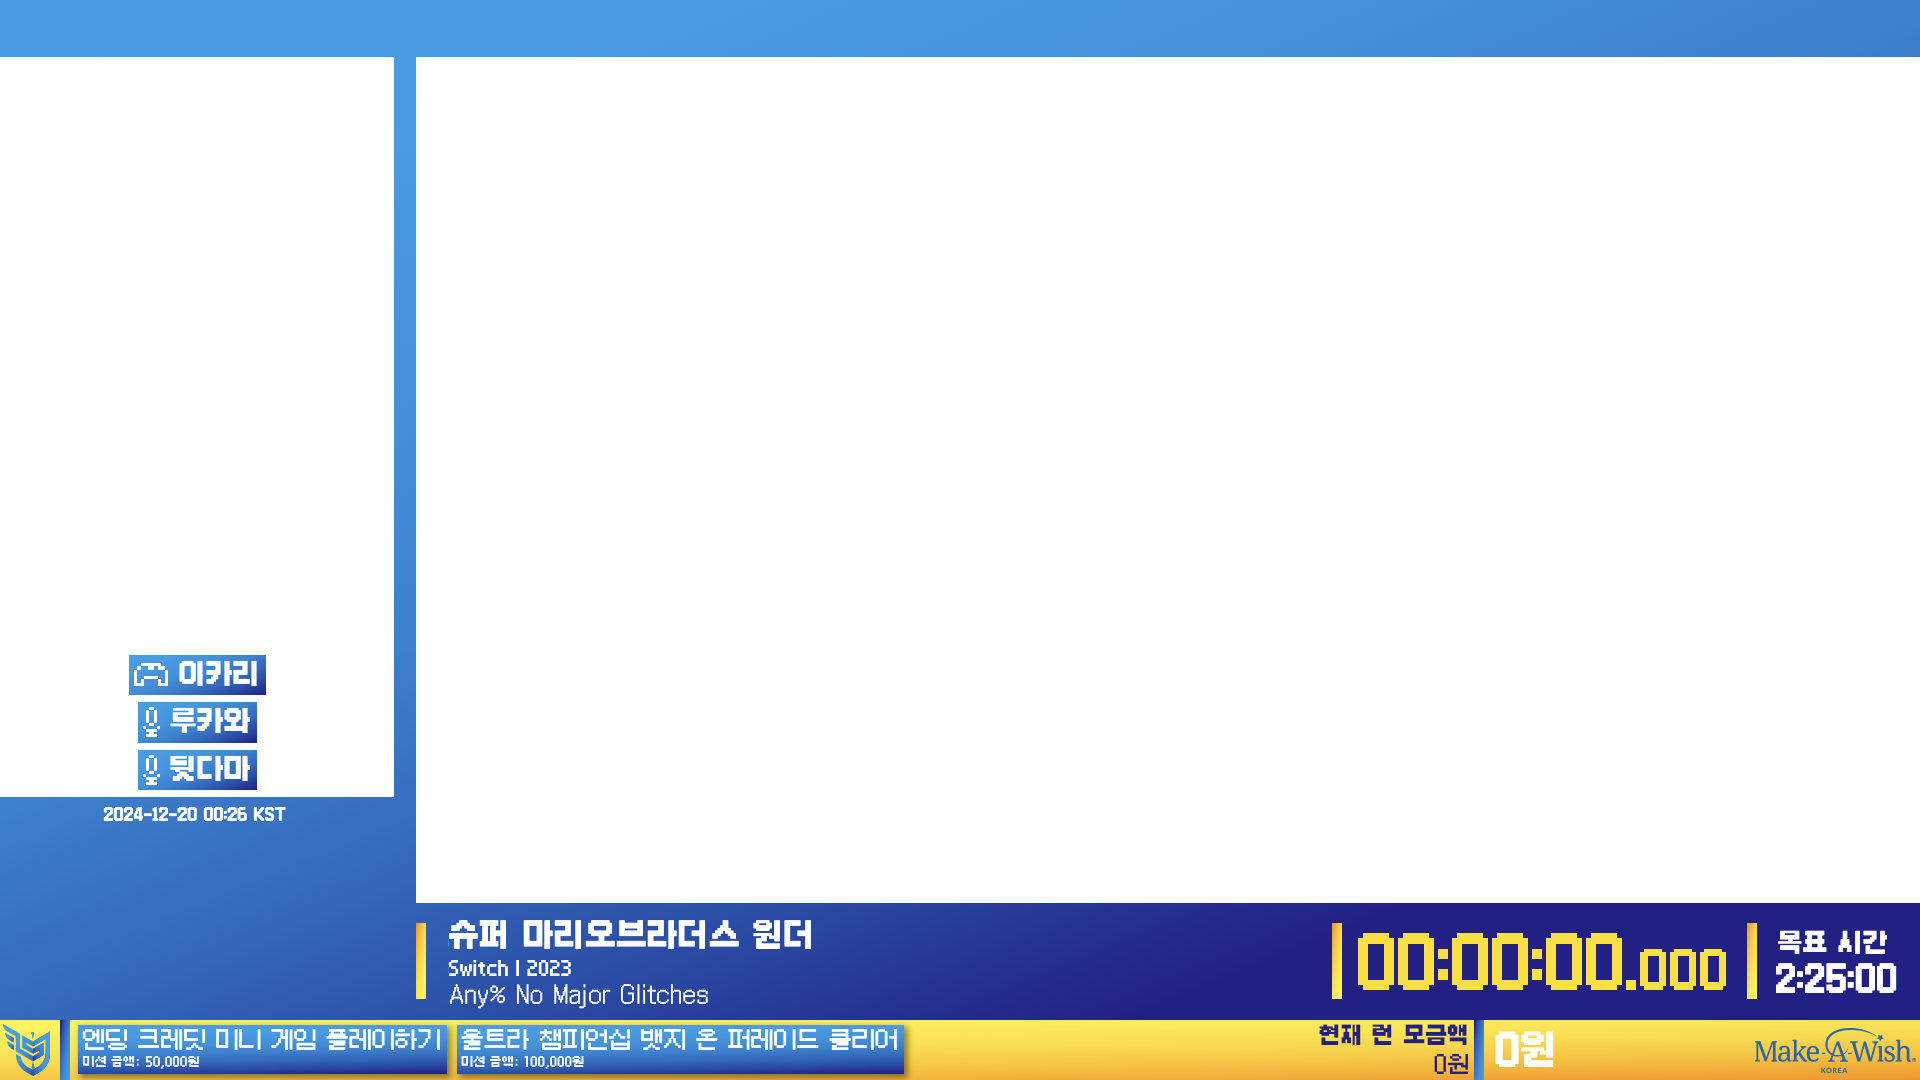 이카리
루카와
뒷다마
2024-12-20 00:26 KST
슈퍼 마리오브라더스 원더
Switch | 2023
Any% No Major Glitches
00:00:00.000
목표 시간
2:25:00
엔딩 크레딧 미니 게임 플레이하기
미션 금액: 50,000원
울트라 챔피언십 뱃지 온 퍼레이드 클리어
미션 금액: 100,000원
현재 런 모금액
0원
0원
Make-A-Wish®
KOREA